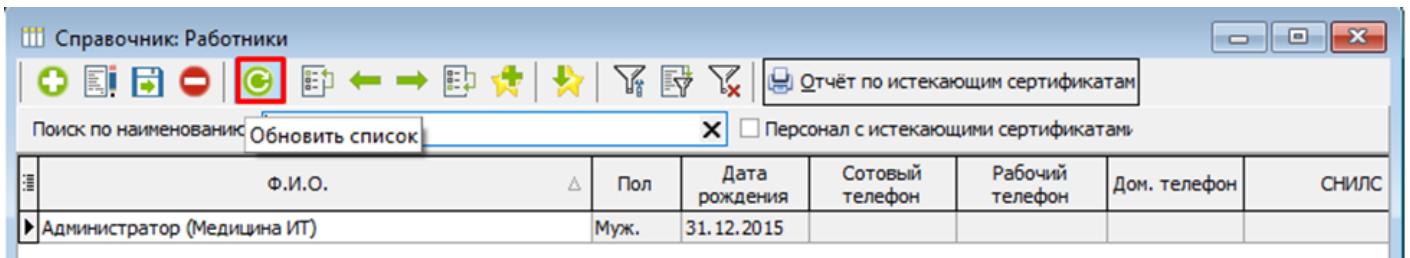 Справочник: Работники
Отчёт по истекающим сертификатам
Поиск по наименованию
Обновить список
Персонал с истекающими сертификатами
Ф.И.О.
Пол
Дата рождения
Сотовый телефон
Рабочий телефон
Дом. телефон
СНИЛС
Администратор (Медицина ИТ)
Муж.
31.12.2015